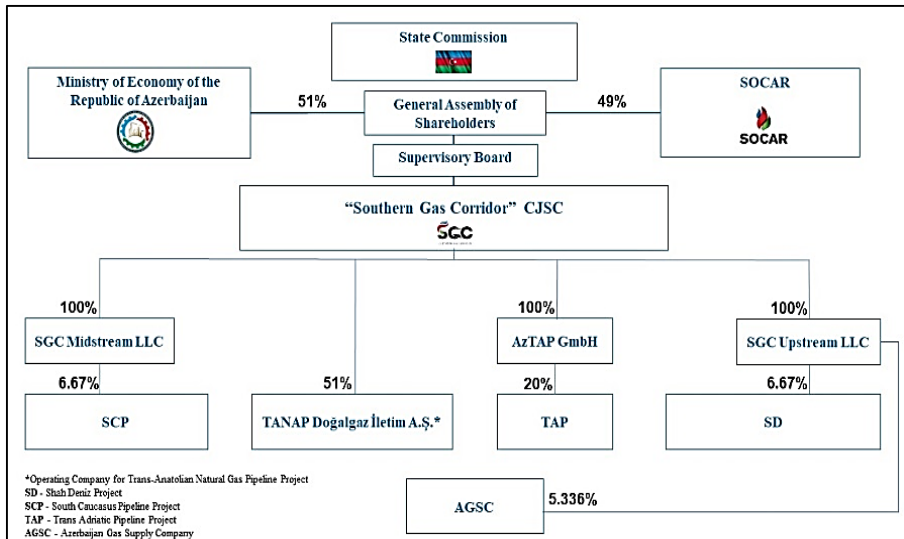 State Commission
Ministry of Economy of the
Republic of Azerbaijan
51%
General Assembly of
Shareholders
49%
SOCAR
SOCAR
Supervisory Board
“Southern Gas Corridor” CJSC
SGC
100%
SGC Midstream LLC
6.67%
SCP
51%
TANAP Doğalgaz İletim A.Ş.*
100%
AzTAP GmbH
20%
TAP
100%
SGC Upstream LLC
6.67%
SD
*Operating Company for Trans-Anatolian Natural Gas Pipeline Project
SD - Shah Deniz Project
SCP - South Caucasus Pipeline Project
TAP - Trans Adriatic Pipeline Project
AGSC - Azerbaijan Gas Supply Company
AGSC
5.336%